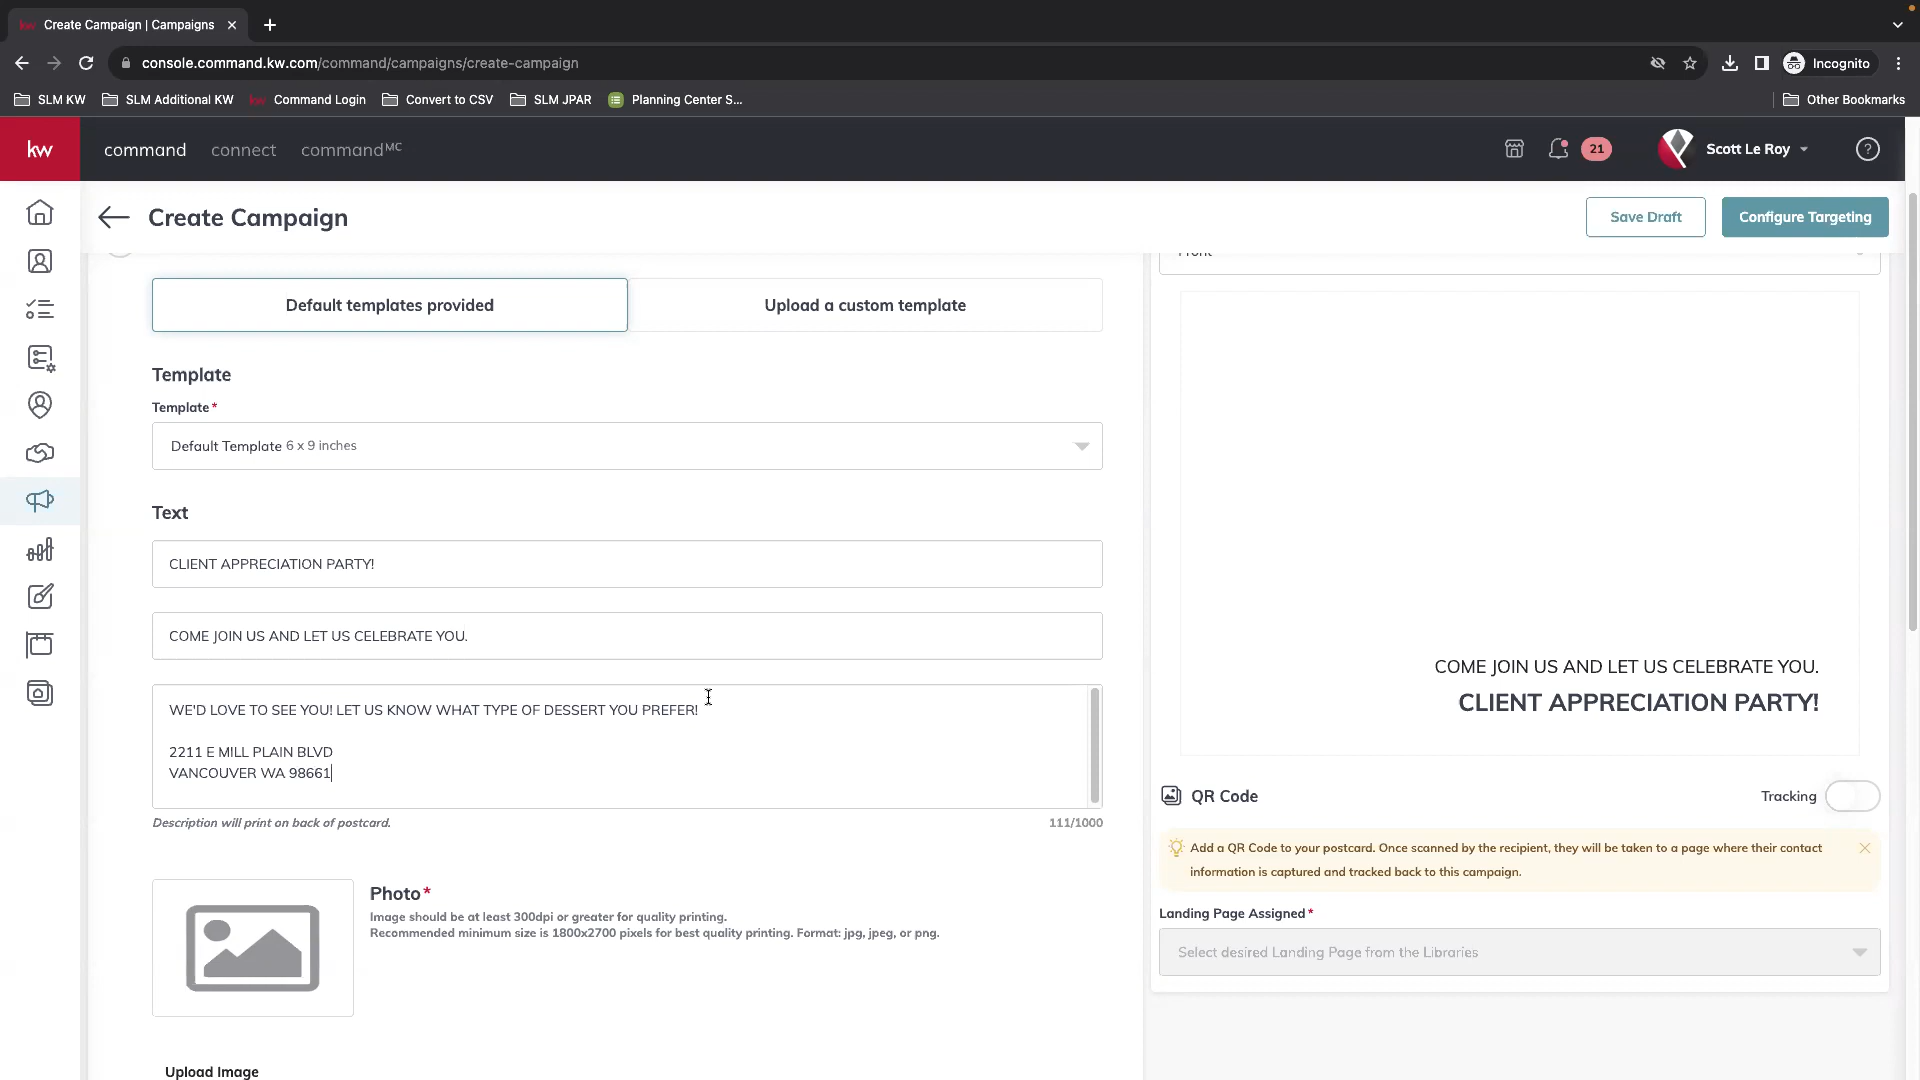 kw Create Campaign | Campaigns
console.command.kw.com/command/campaigns/create-campaign
Incognito
SLM KW
SLM Additional KW
kw Command Login
Convert to CSV
SLM JPAR
Planning Center S...
Other Bookmarks
kw
command
connect
commandMC
21
Scott Le Roy
?
Create Campaign
Save Draft
Configure Targeting
Front
Default templates provided
Upload a custom template
Template
Template*
Default Template 6 x 9 inches
Text
CLIENT APPRECIATION PARTY!
COME JOIN US AND LET US CELEBRATE YOU.
WE'D LOVE TO SEE YOU! LET US KNOW WHAT TYPE OF DESSERT YOU PREFER!
2211 E MILL PLAIN BLVD
VANCOUVER WA 98661
Description will print on back of postcard.
111/1000
Photo*
Image should be at least 300dpi or greater for quality printing.
Recommended minimum size is 1800x2700 pixels for best quality printing. Format: jpg, jpeg, or png.
Upload Image
COME JOIN US AND LET US CELEBRATE YOU.
CLIENT APPRECIATION PARTY!
QR Code
Tracking
Add a QR Code to your postcard. Once scanned by the recipient, they will be taken to a page where their contact
information is captured and tracked back to this campaign.
Landing Page Assigned*
Select desired Landing Page from the Libraries